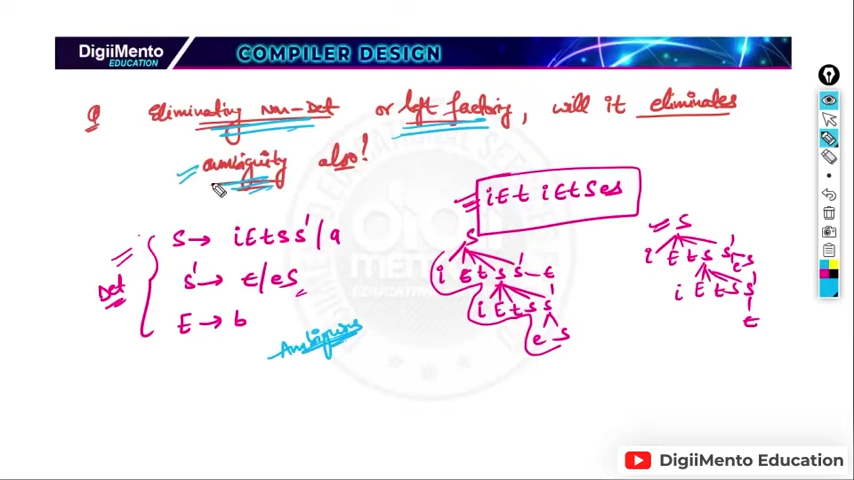 DigiiMento
EDUCATION
COMPILER DESIGN
Q Eliminating Non-Det or left factoring, will it eliminates
ambiguity also?
iEt iEtSeS
S → iEtSS' / a
S' → ε/eS
E → b
Det
Ambiguous
S
i E t S S' – ε
i E t S S'
e S
S
i E t S S'
e S
i E t S S'
ε
DigiiMento Education